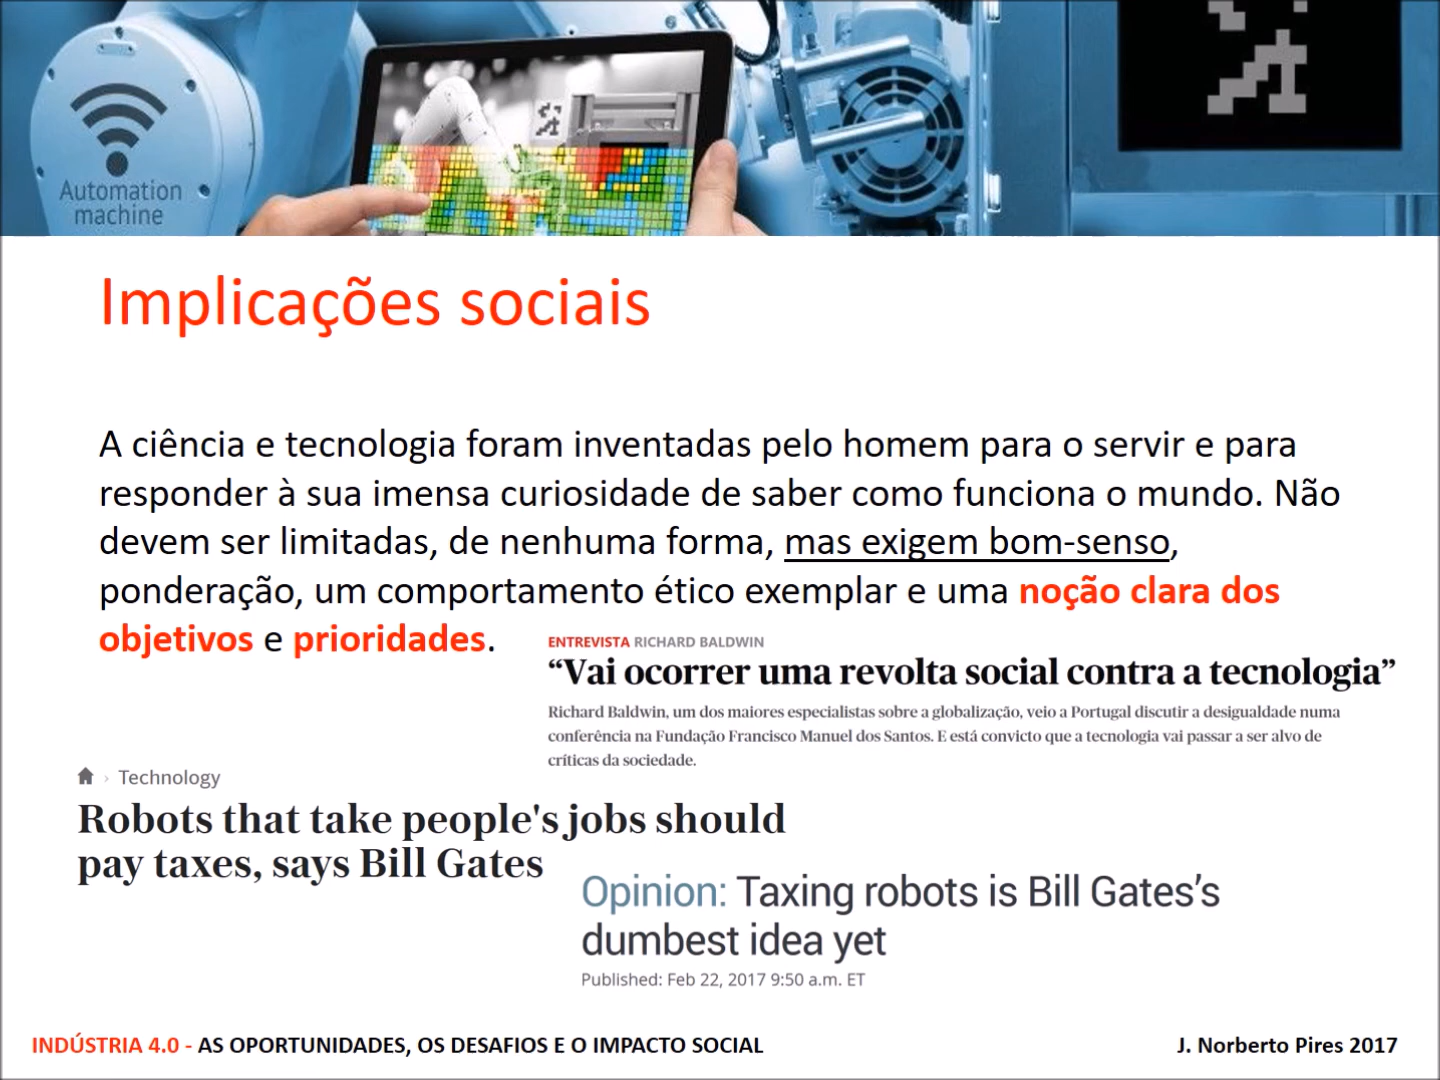 Automation
machine
Implicações sociais
A ciência e tecnologia foram inventadas pelo homem para o servir e para
responder à sua imensa curiosidade de saber como funciona o mundo. Não
devem ser limitadas, de nenhuma forma, mas exigem bom-senso,
ponderação, um comportamento ético exemplar e uma noção clara dos
objetivos e prioridades.
ENTREVISTA RICHARD BALDWIN
“Vai ocorrer uma revolta social contra a tecnologia”
Richard Baldwin, um dos maiores especialistas sobre a globalização, veio a Portugal discutir a desigualdade numa
conferência na Fundação Francisco Manuel dos Santos. E está convicto que a tecnologia vai passar a ser alvo de
críticas da sociedade.
› Technology
Robots that take people's jobs should
pay taxes, says Bill Gates
Opinion: Taxing robots is Bill Gates’s
dumbest idea yet
Published: Feb 22, 2017 9:50 a.m. ET
INDÚSTRIA 4.0 - AS OPORTUNIDADES, OS DESAFIOS E O IMPACTO SOCIAL
J. Norberto Pires 2017